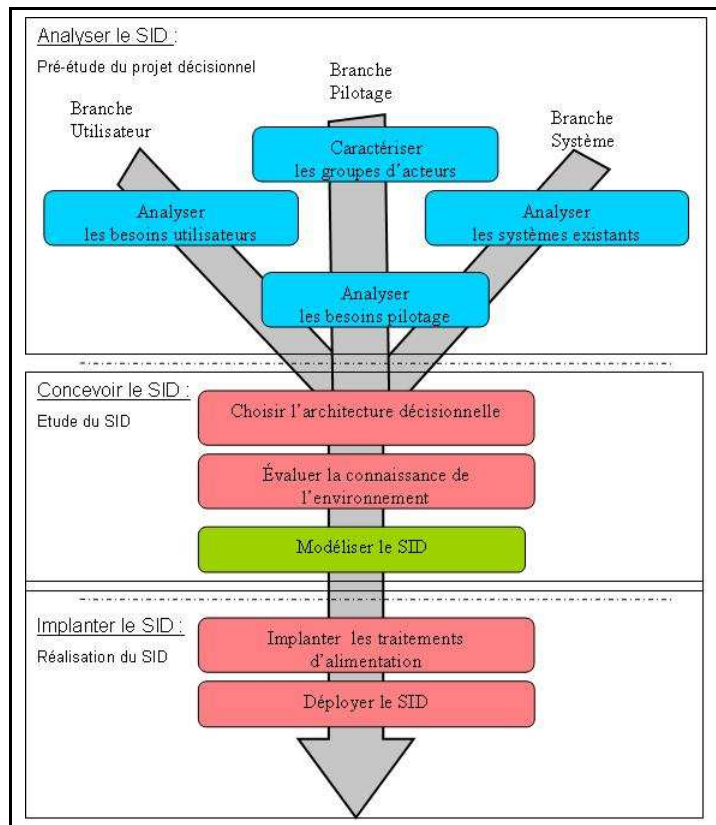 Analyser le SID :
Pré-étude du projet décisionnel
Branche
Pilotage
Branche
Utilisateur
Branche
Système
Caractériser
les groupes d'acteurs
Analyser
les besoins utilisateurs
Analyser
les systèmes existants
Analyser
les besoins pilotage
Concevoir le SID :
Etude du SID
Choisir l'architecture décisionnelle
Évaluer la connaissance de
l'environnement
Modéliser le SID
Implanter le SID :
Réalisation du SID
Implanter les traitements
d'alimentation
Déployer le SID